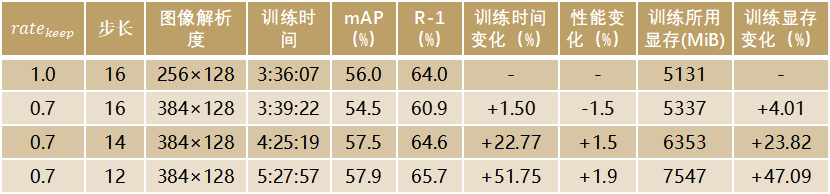 rate_keep 步长 图像解析度 训练时间 mAP (%) R-1 (%) 训练时间变化（%） 性能变化（%） 训练所用显存(MiB) 训练显存变化（%）
1.0 16 256×128 3:36:07 56.0 64.0 - - 5131 -
0.7 16 384×128 3:39:22 54.5 60.9 +1.50 -1.5 5337 +4.01
0.7 14 384×128 4:25:19 57.5 64.6 +22.77 +1.5 6353 +23.82
0.7 12 384×128 5:27:57 57.9 65.7 +51.75 +1.9 7547 +47.09